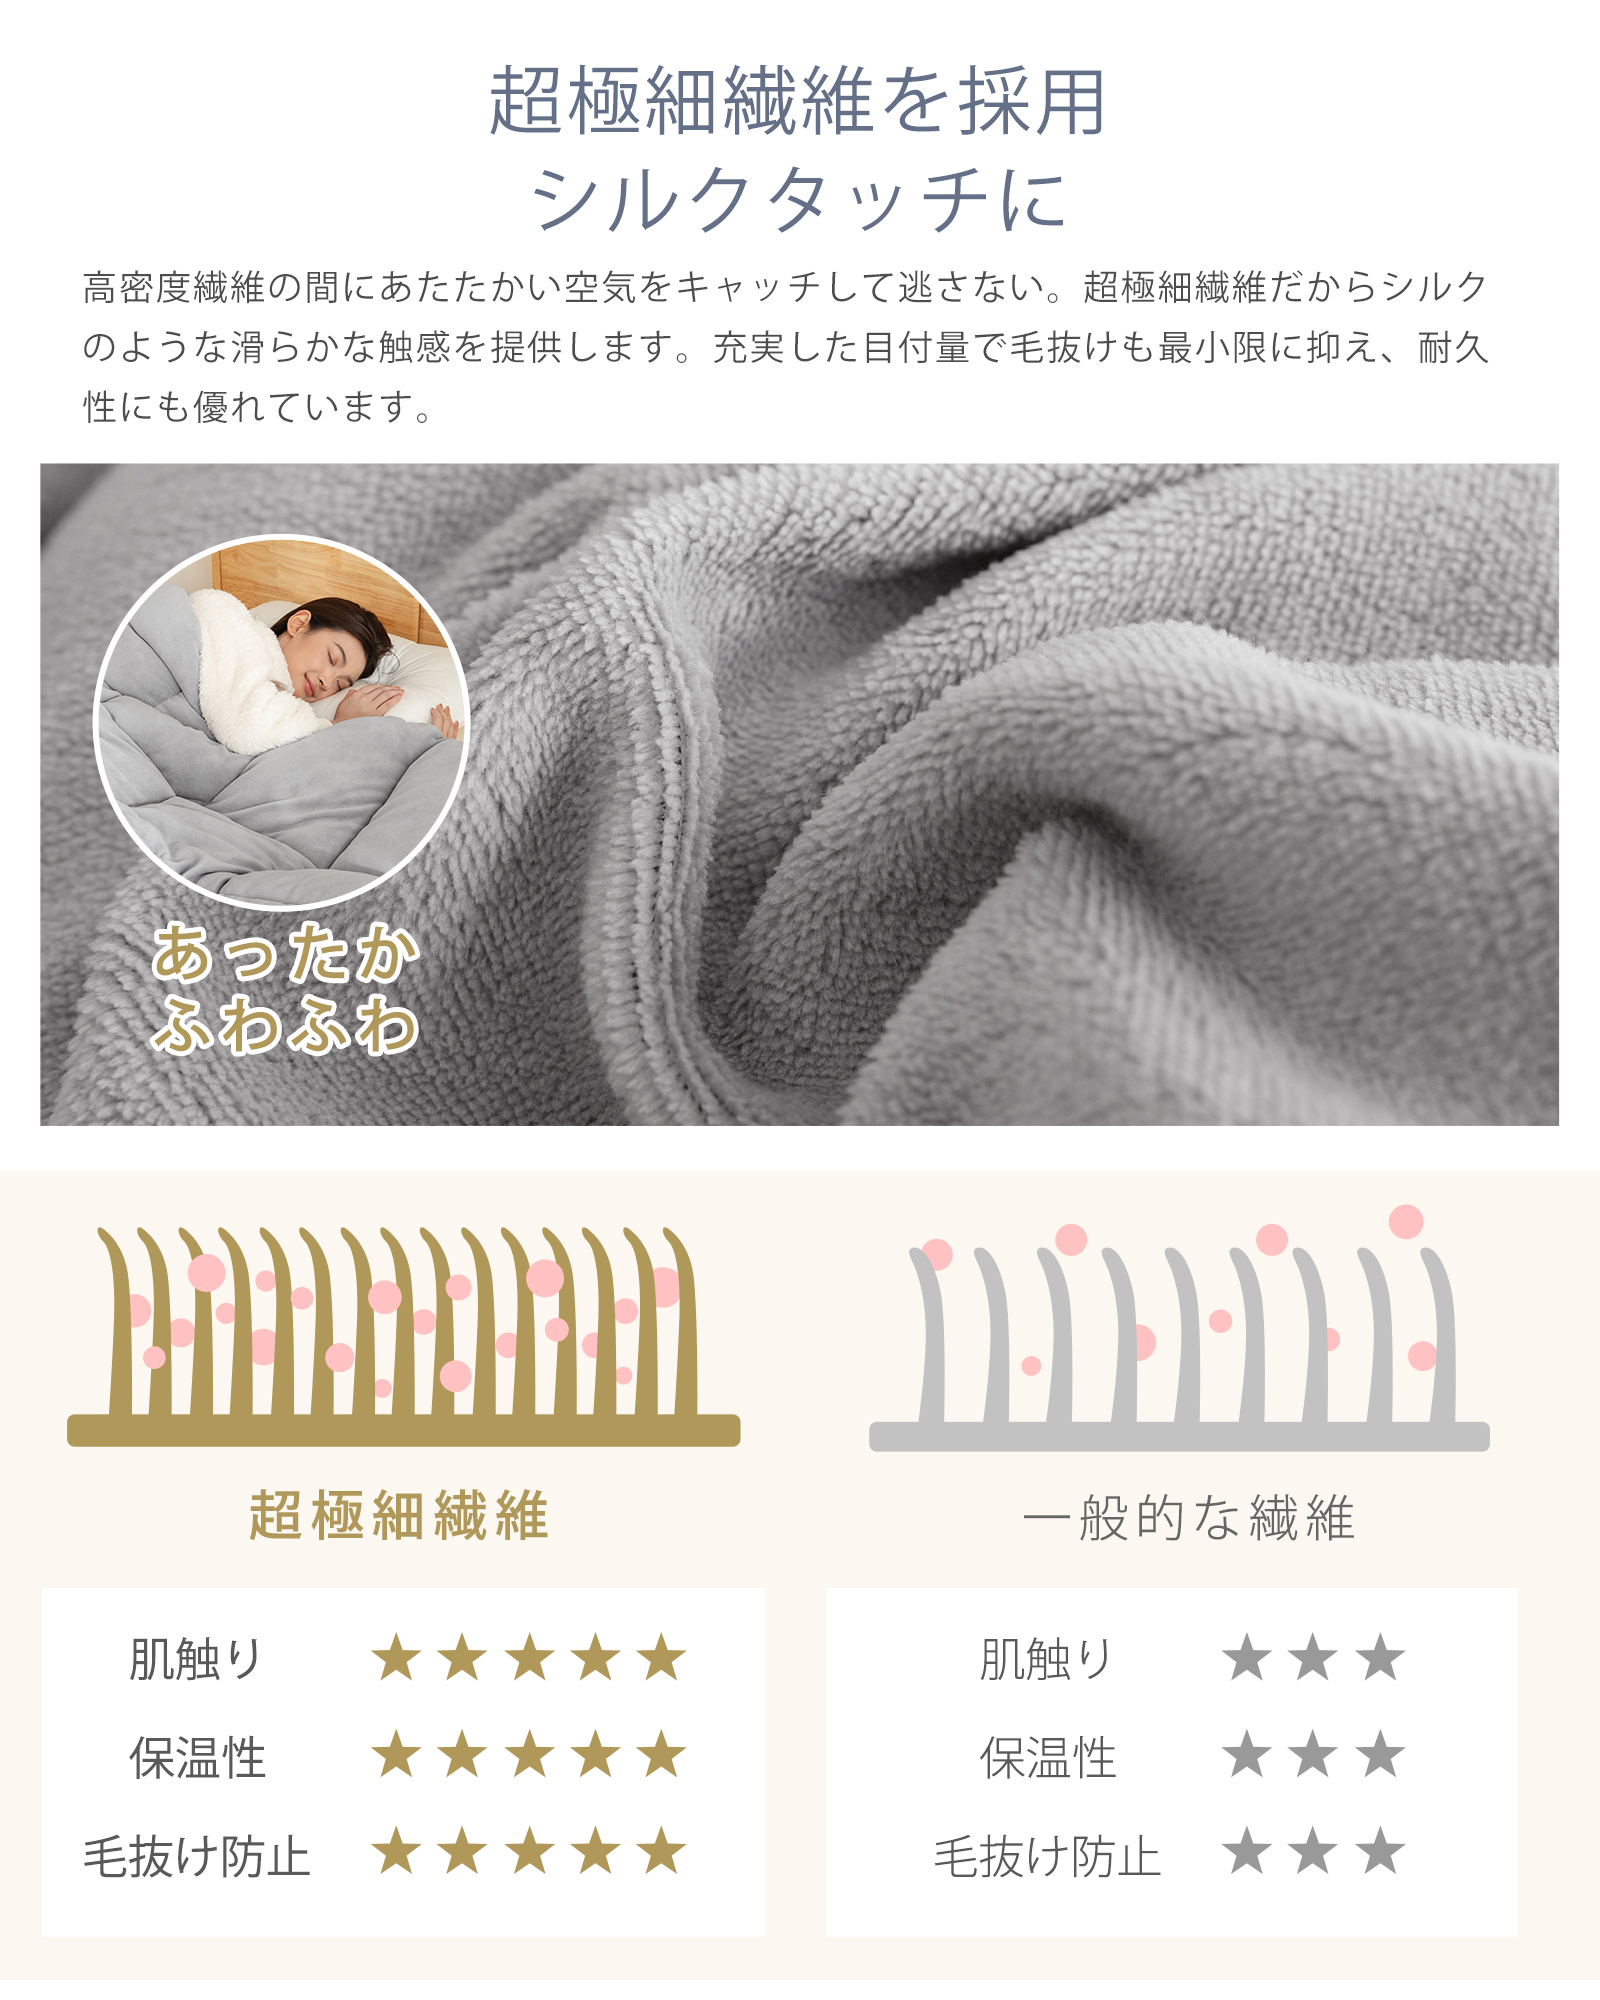 超極細繊維を採用
シルクタッチに
高密度繊維の間にあたたかい空気をキャッチして逃さない。超極細繊維だからシルク
のような滑らかな触感を提供します。充実した目付量で毛抜けも最小限に抑え、耐久
性にも優れています。
あったか
ふわふわ
超極細繊維
一般的な繊維
肌触り ★★★★★
保温性 ★★★★★
毛抜け防止 ★★★★★
肌触り ★★★
保温性 ★★★
毛抜け防止 ★★★